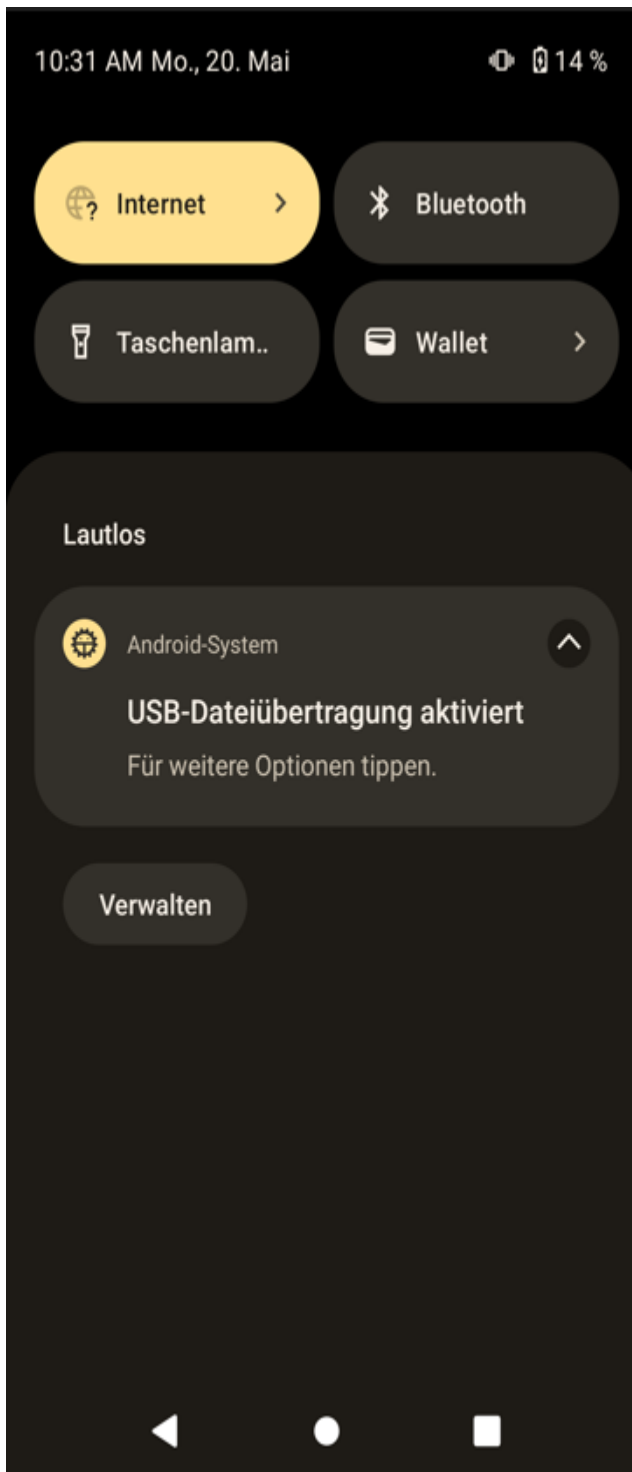 10:31 AM Mo., 20. Mai 14 %
Internet Bluetooth
Taschenlam.. Wallet
Lautlos
Android-System
USB-Dateiübertragung aktiviert
Für weitere Optionen tippen.
Verwalten